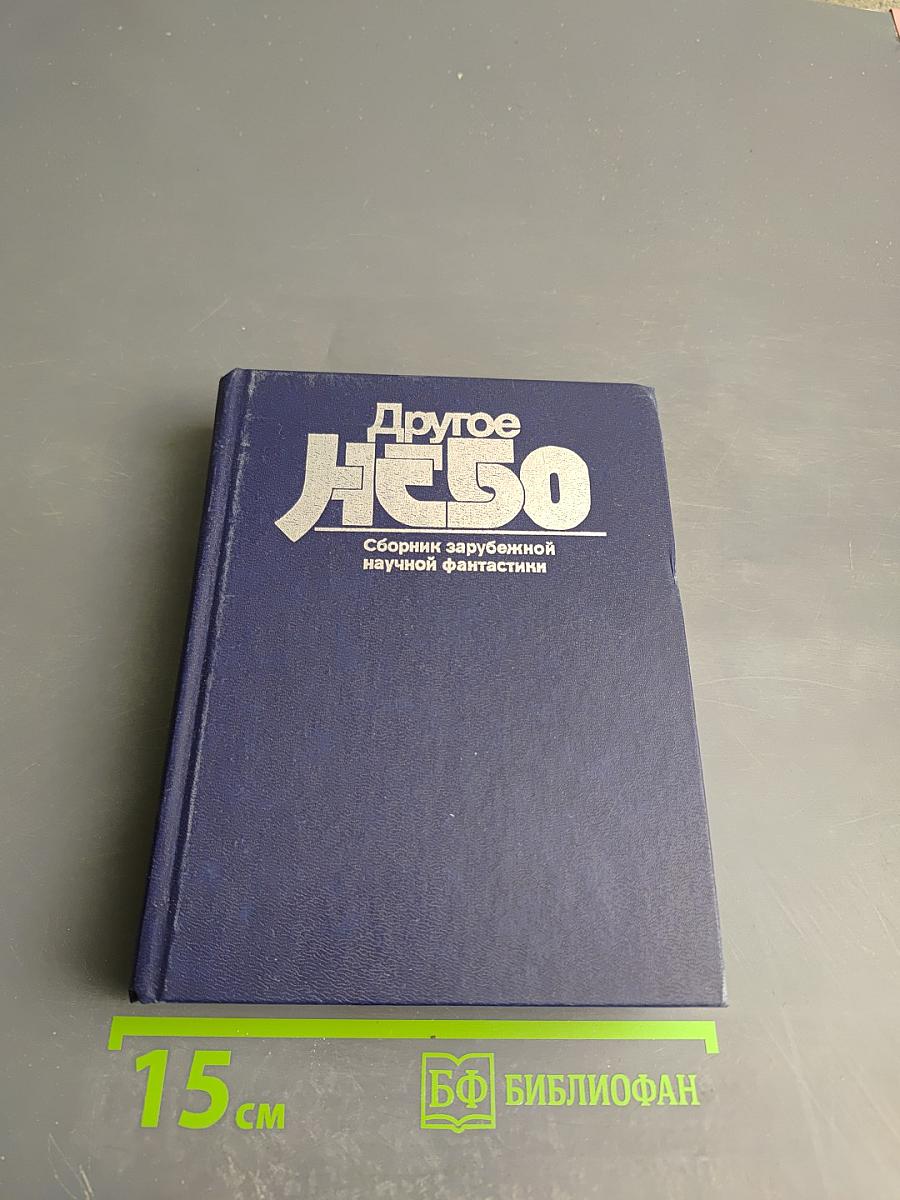 Другое
НЕБО
Сборник зарубежной
научной фантастики
15 см
БФ БИБЛИОФАН